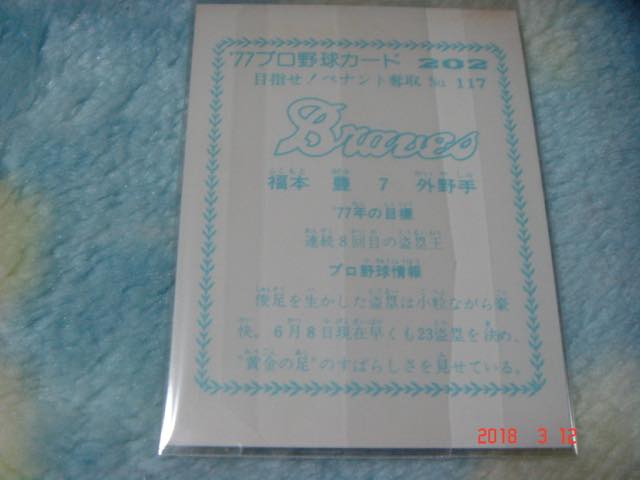 '77プロ野球カード 202
目指せ!ペナント奪取 No. 117
Braves
福本 豊 7 外野手
'77年の目標
連続8回目の盗塁王
プロ野球情報
俊足を生かした盗塁は小粒ながら豪
快。6月8日現在早くも23盗塁を決め、
"黄金の足"のすばらしさを見せている。
2018 3 12